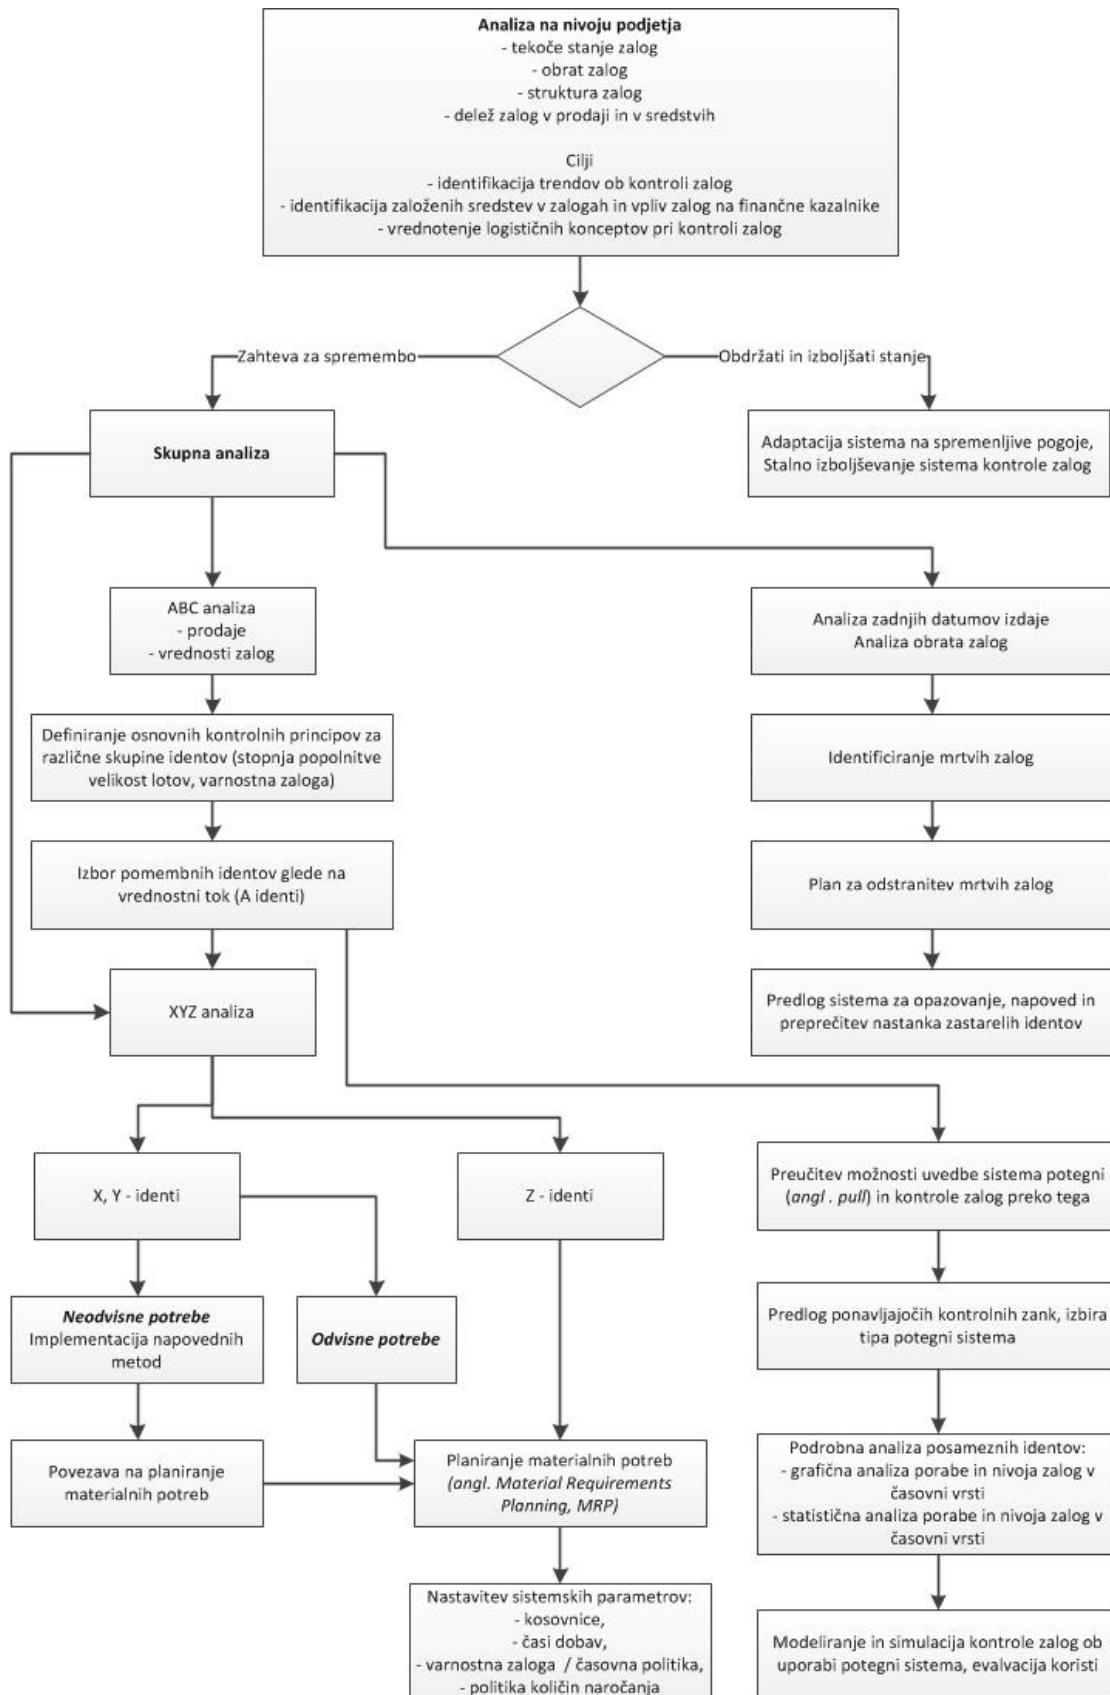 Analiza na nivoju podjetja
- tekoče stanje zalog
- obrat zalog
- struktura zalog
- delež zalog v prodaji in v sredstvih
Cilji
- identifikacija trendov ob kontroli zalog
- identifikacija založenih sredstev v zalogah in vpliv zalog na finančne kazalnike
- vrednotenje logističnih konceptov pri kontroli zalog
Zahteva za spremembo
Obdržati in izboljšati stanje
Skupna analiza
Adaptacija sistema na spremenljive pogoje,
Stalno izboljševanje sistema kontrole zalog
ABC analiza
- prodaje
- vrednosti zalog
Analiza zadnjih datumov izdaje
Analiza obrata zalog
Definiranje osnovnih kontrolnih principov za
različne skupine identov (stopnja popolnitve
velikost lotov, varnostna zaloga)
Identificiranje mrtvih zalog
Izbor pomembnih identov glede na
vrednostni tok (A identi)
Plan za odstranitev mrtvih zalog
XYZ analiza
Predlog sistema za opazovanje, napoved in
preprečitev nastanka zastarelih identov
X, Y - identi
Z - identi
Preučitev možnosti uvedbe sistema potegni
(angl . pull) in kontrole zalog preko tega
Neodvisne potrebe
Implementacija napovednih
metod
Odvisne potrebe
Predlog ponavljajočih kontrolnih zank, izbira
tipa potegni sistema
Povezava na planiranje
materialnih potreb
Planiranje materialnih potreb
(angl. Material Requirements
Planning, MRP)
Podrobna analiza posameznih identov:
- grafična analiza porabe in nivoja zalog v
časovni vrsti
- statistična analiza porabe in nivoja zalog v
časovni vrsti
Nastavitev sistemskih parametrov:
- kosovnice,
- časi dobav,
- varnostna zaloga / časovna politika,
- politika količin naročanja
Modeliranje in simulacija kontrole zalog ob
uporabi potegni sistema, evalvacija koristi